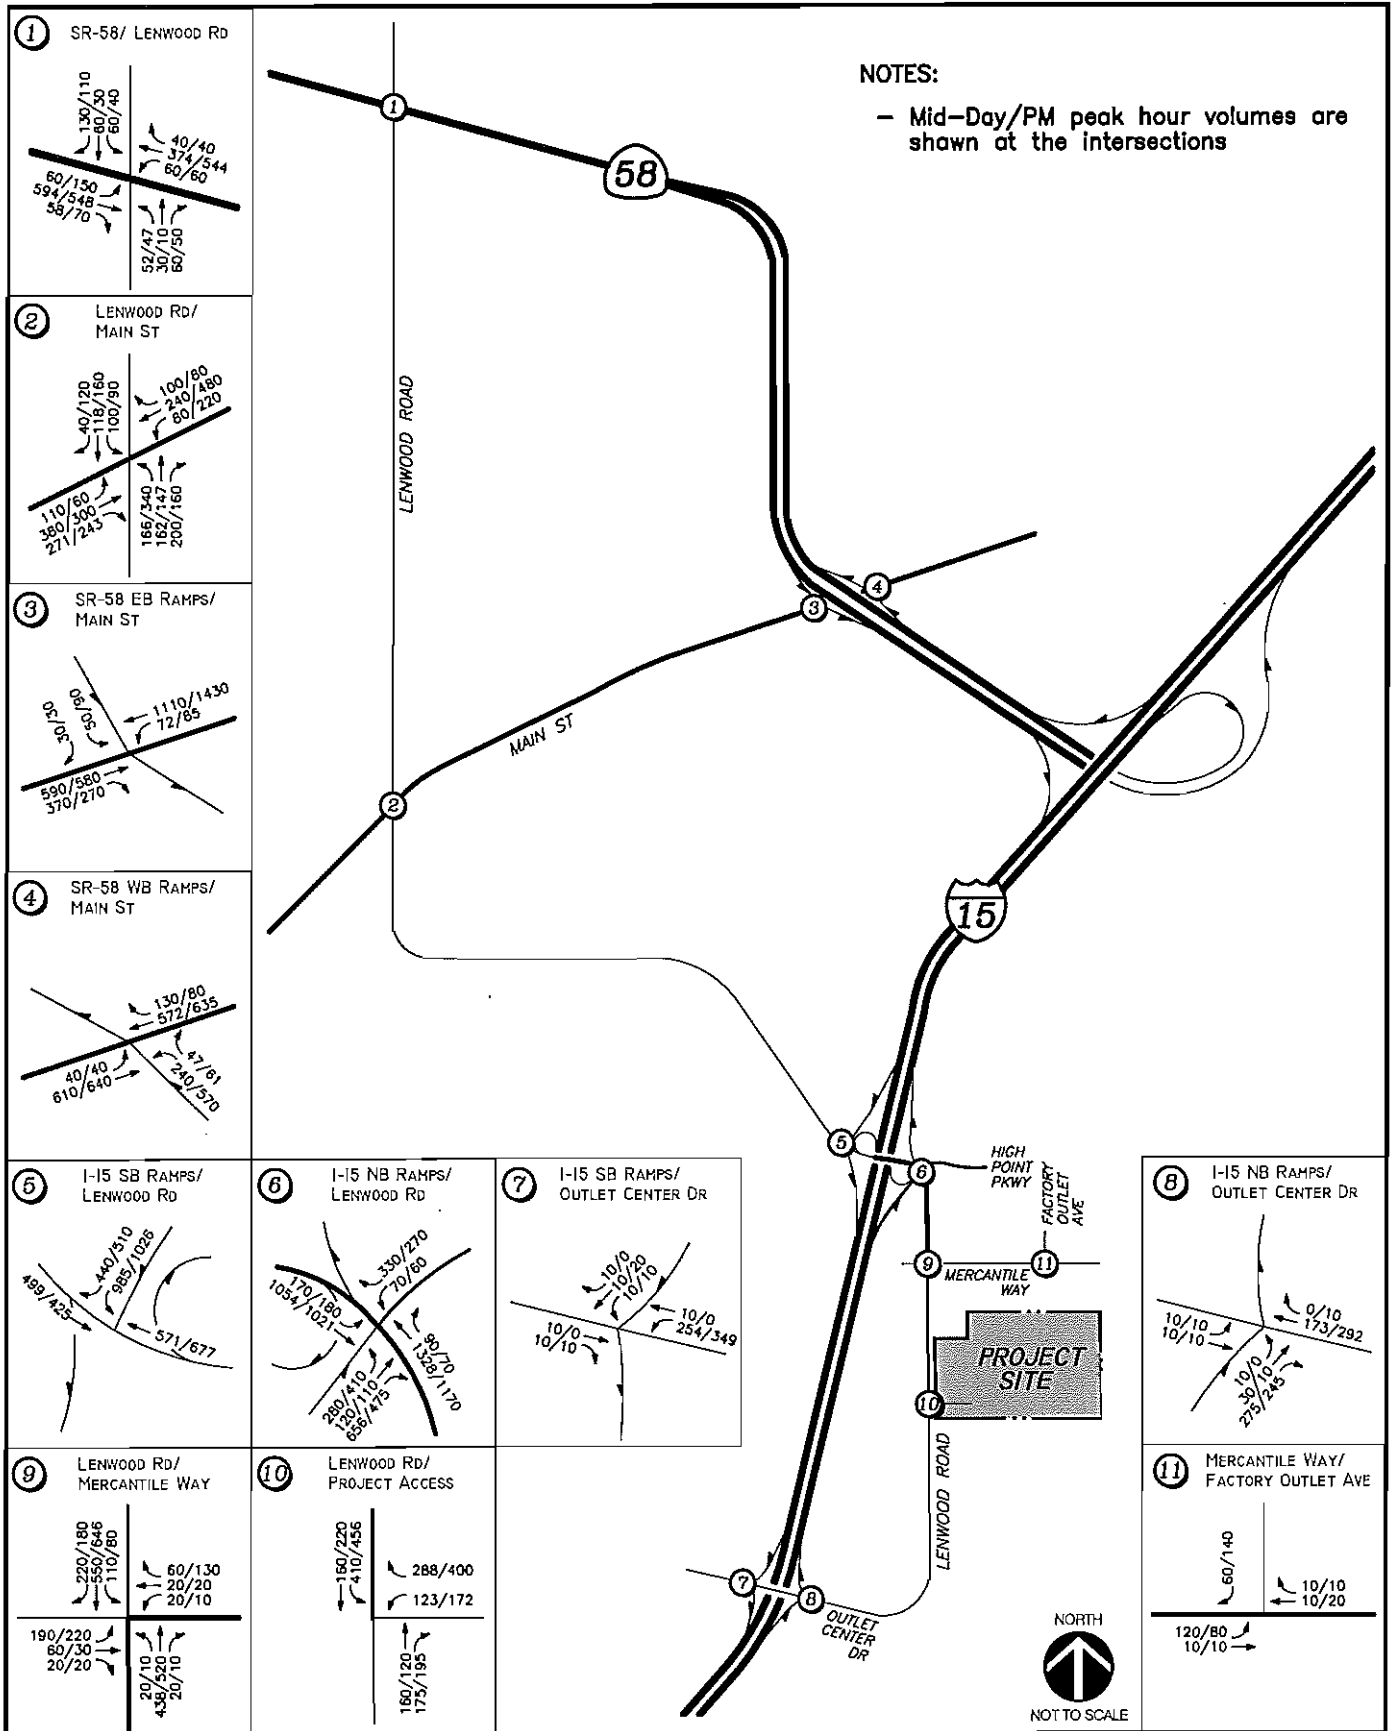 1 SR-58/ LENWOOD RD
130/110
60/30
60/40
40/40
374/544
60/60
60/150
594/548
58/70
52/47
30/10
60/50
2 LENWOOD RD/
MAIN ST
40/120
118/160
100/90
100/80
240/480
80/220
110/60
380/300
271/243
166/340
162/147
200/160
3 SR-58 EB RAMPS/
MAIN ST
30/30
50/90
1110/1430
72/85
590/580
370/270
4 SR-58 WB RAMPS/
MAIN ST
130/80
572/635
40/40
610/640
47/61
240/570
5 I-15 SB RAMPS/
LENWOOD RD
440/510
985/1026
499/425
571/677
6 I-15 NB RAMPS/
LENWOOD RD
330/270
70/60
170/180
1054/1021
90/70
1328/1170
280/410
120/110
656/475
7 I-15 SB RAMPS/
OUTLET CENTER DR
10/0
10/20
10/10
10/0
254/349
10/0
10/10
8 I-15 NB RAMPS/
OUTLET CENTER DR
0/10
173/292
10/10
10/10
10/0
30/10
275/245
9 LENWOOD RD/
MERCANTILE WAY
220/180
550/646
110/80
60/130
20/20
20/10
190/220
60/30
20/20
20/10
438/520
20/10
10 LENWOOD RD/
PROJECT ACCESS
160/220
410/456
288/400
123/172
160/120
175/195
11 MERCANTILE WAY/
FACTORY OUTLET AVE
60/140
10/10
10/20
120/80
10/10
NOTES:
- Mid-Day/PM peak hour volumes are
shown at the intersections
1
58
LENWOOD ROAD
4
3
MAIN ST
2
15
5
6
HIGH
POINT
PKWY
FACTORY
OUTLET
AVE
9
11
MERCANTILE
WAY
PROJECT
SITE
10
LENWOOD ROAD
7
8
OUTLET
CENTER
DR
NORTH
NOT TO SCALE